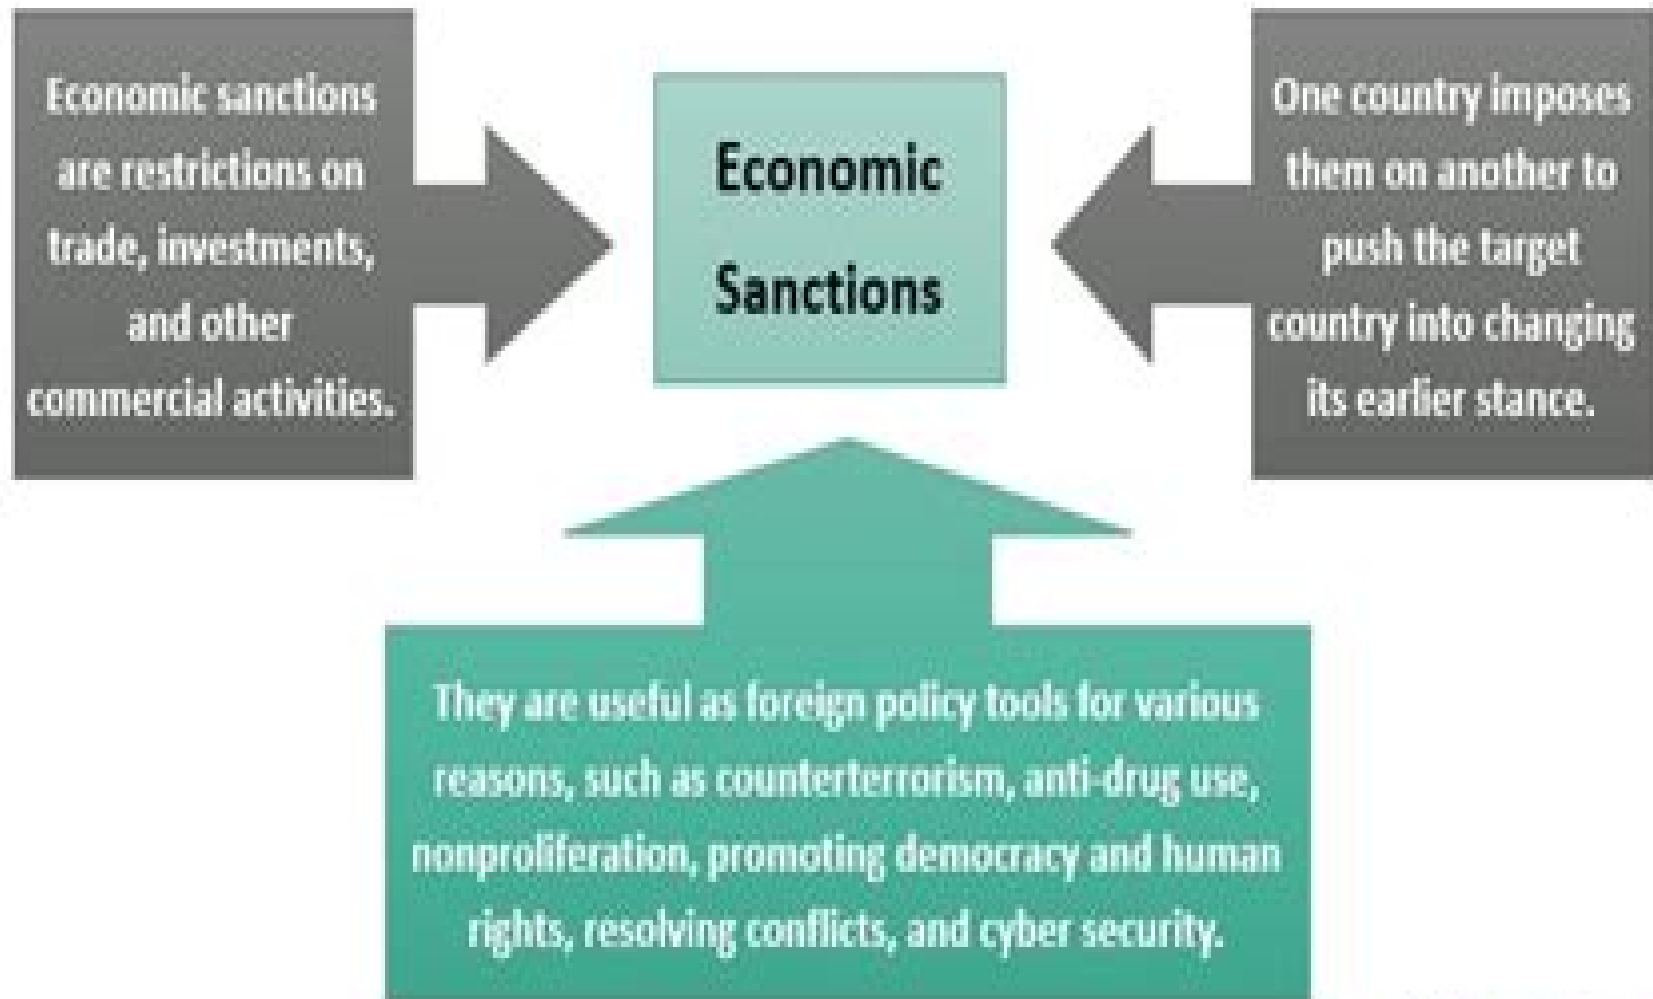 Economic sanctions
are restrictions on
trade, investments,
and other
commercial activities.
Economic
Sanctions
One country imposes
them on another to
push the target
country into changing
its earlier stance.
They are useful as foreign policy tools for various
reasons, such as counterterrorism, anti-drug use,
nonproliferation, promoting democracy and human
rights, resolving conflicts, and cyber security.